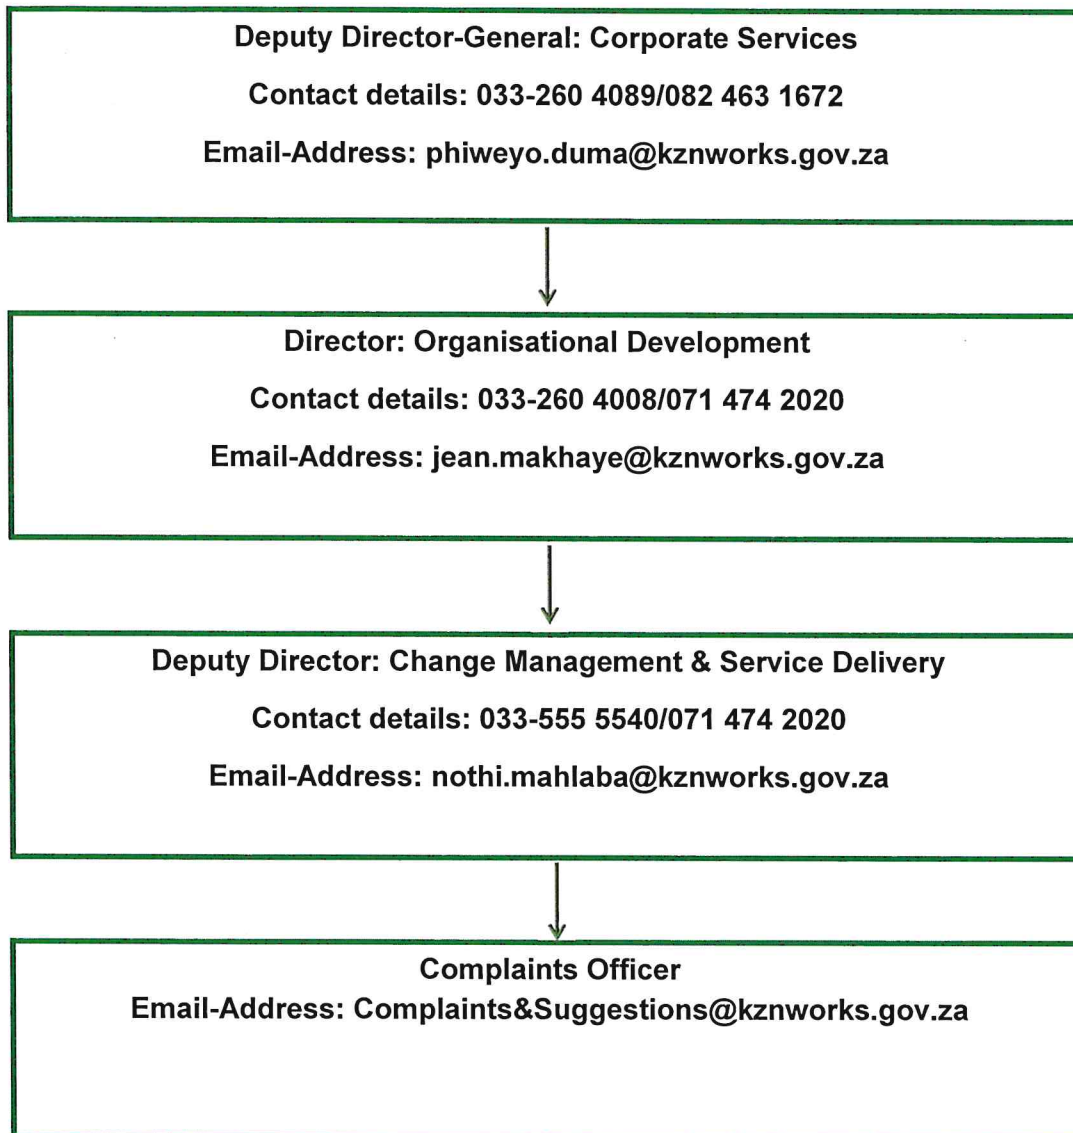 Deputy Director-General: Corporate Services
Contact details: 033-260 4089/082 463 1672
Email-Address: phiweyo.duma@kznworks.gov.za
Director: Organisational Development
Contact details: 033-260 4008/071 474 2020
Email-Address: jean.makhaye@kznworks.gov.za
Deputy Director: Change Management & Service Delivery
Contact details: 033-555 5540/071 474 2020
Email-Address: nothi.mahlaba@kznworks.gov.za
Complaints Officer
Email-Address: Complaints&Suggestions@kznworks.gov.za